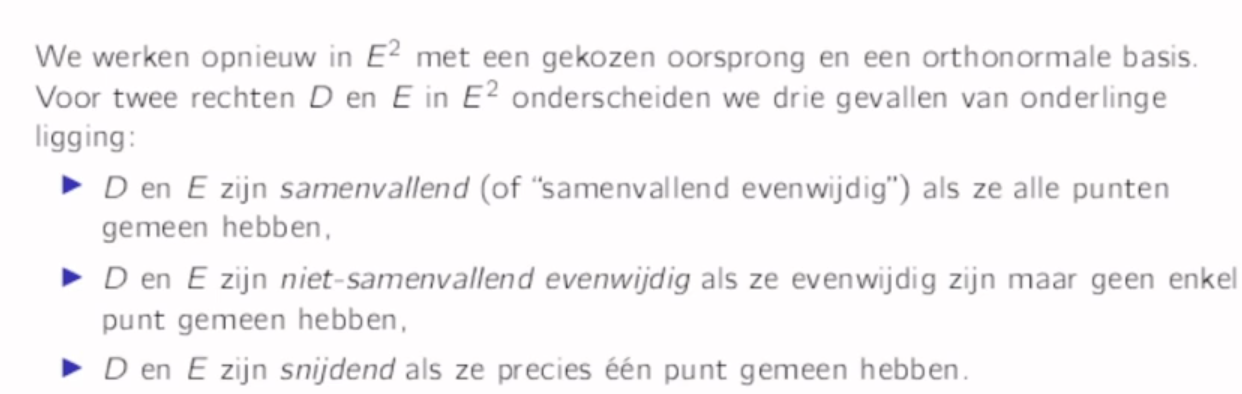 We werken opnieuw in E² met een gekozen oorsprong en een orthonormale basis.
Voor twee rechten D en E in E² onderscheiden we drie gevallen van onderlinge
ligging:
▶ D en E zijn samenvallend (of “samenvallend evenwijdig”) als ze alle punten
gemeen hebben,
▶ D en E zijn niet-samenvallend evenwijdig als ze evenwijdig zijn maar geen enkel
punt gemeen hebben,
▶ D en E zijn snijdend als ze precies één punt gemeen hebben.